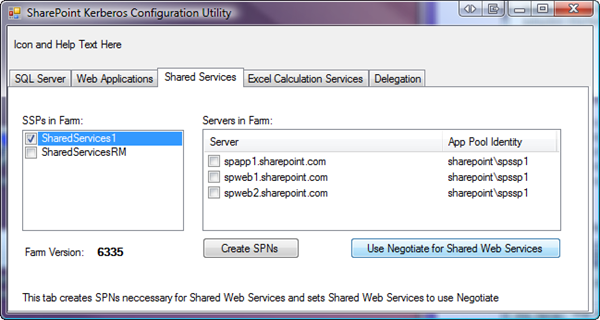 SharePoint Kerberos Configuration Utility
Icon and Help Text Here
SQL Server Web Applications Shared Services Excel Calculation Services Delegation
SSPs in Farm: Servers in Farm:
SharedServices1
SharedServicesRM
Server App Pool Identity
spapp1.sharepoint.com sharepoint\spssp1
spweb1.sharepoint.com sharepoint\spssp1
spweb2.sharepoint.com sharepoint\spssp1
Farm Version: 6335 Create SPNs Use Negotiate for Shared Web Services
This tab creates SPNs neccessary for Shared Web Services and sets Shared Web Services to use Negotiate